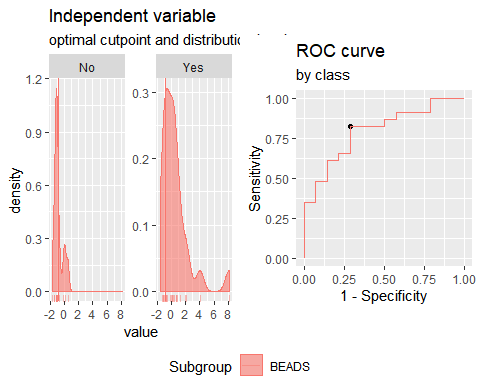 Independent variable
optimal cutpoint and distributio
No
Yes
1.2
0.9
0.6
0.3
0.0
0.3
0.2
0.1
0.0
-2 0 2 4 6 8
-2 0 2 4 6 8
density
value
ROC curve
by class
1.00
0.75
0.50
0.25
0.00
0.00 0.25 0.50 0.75 1.00
Sensitivity
1 - Specificity
Subgroup
BEADS